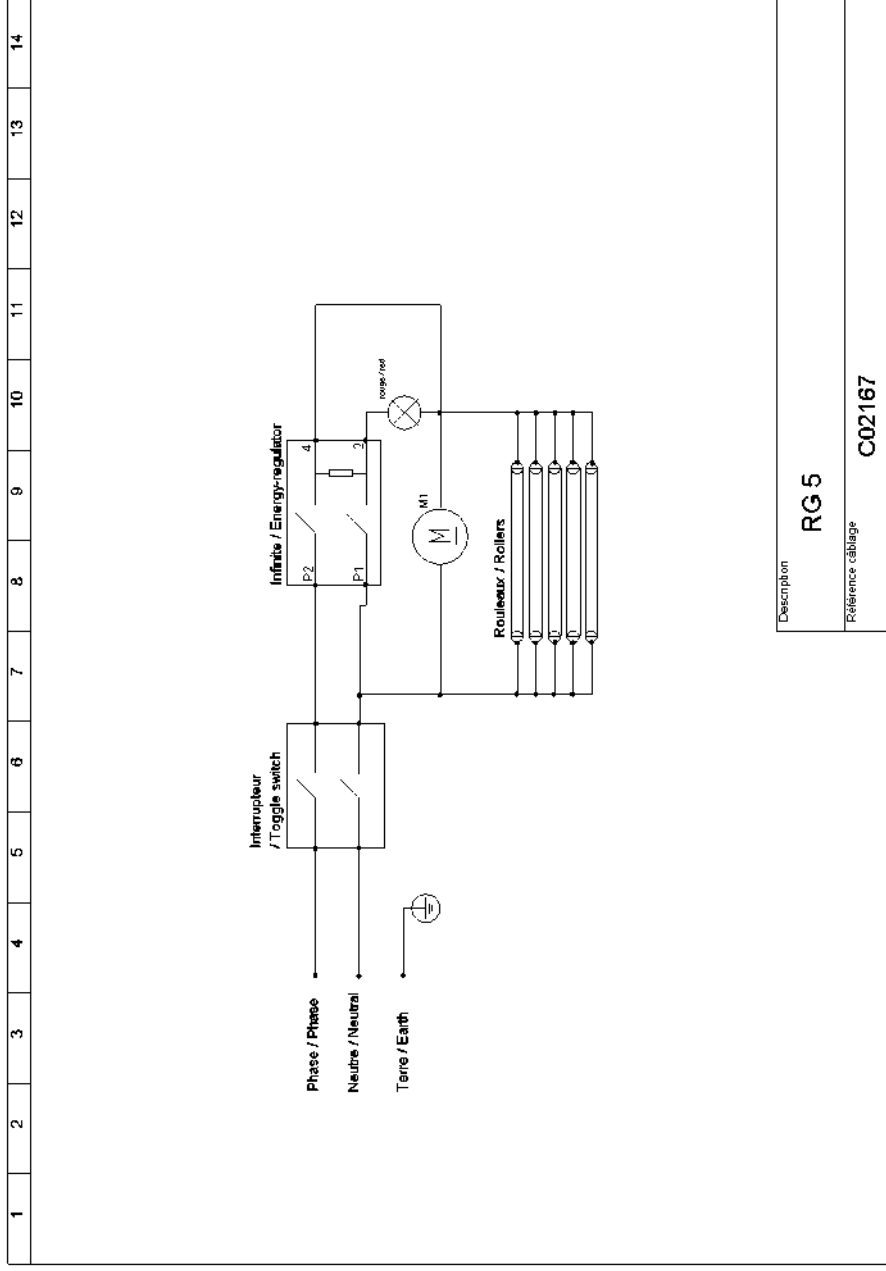 1
2
3
4
5
6
7
8
9
10
11
12
13
14
Interrupteur
/ Toggle switch
Infinite / Energy-regulator
P2
4
P1
2
rouge / red
Phase / Phase
Neutre / Neutral
Terre / Earth
M1
M
Rouleaux / Rollers
Description
RG 5
Référence câblage
C02167